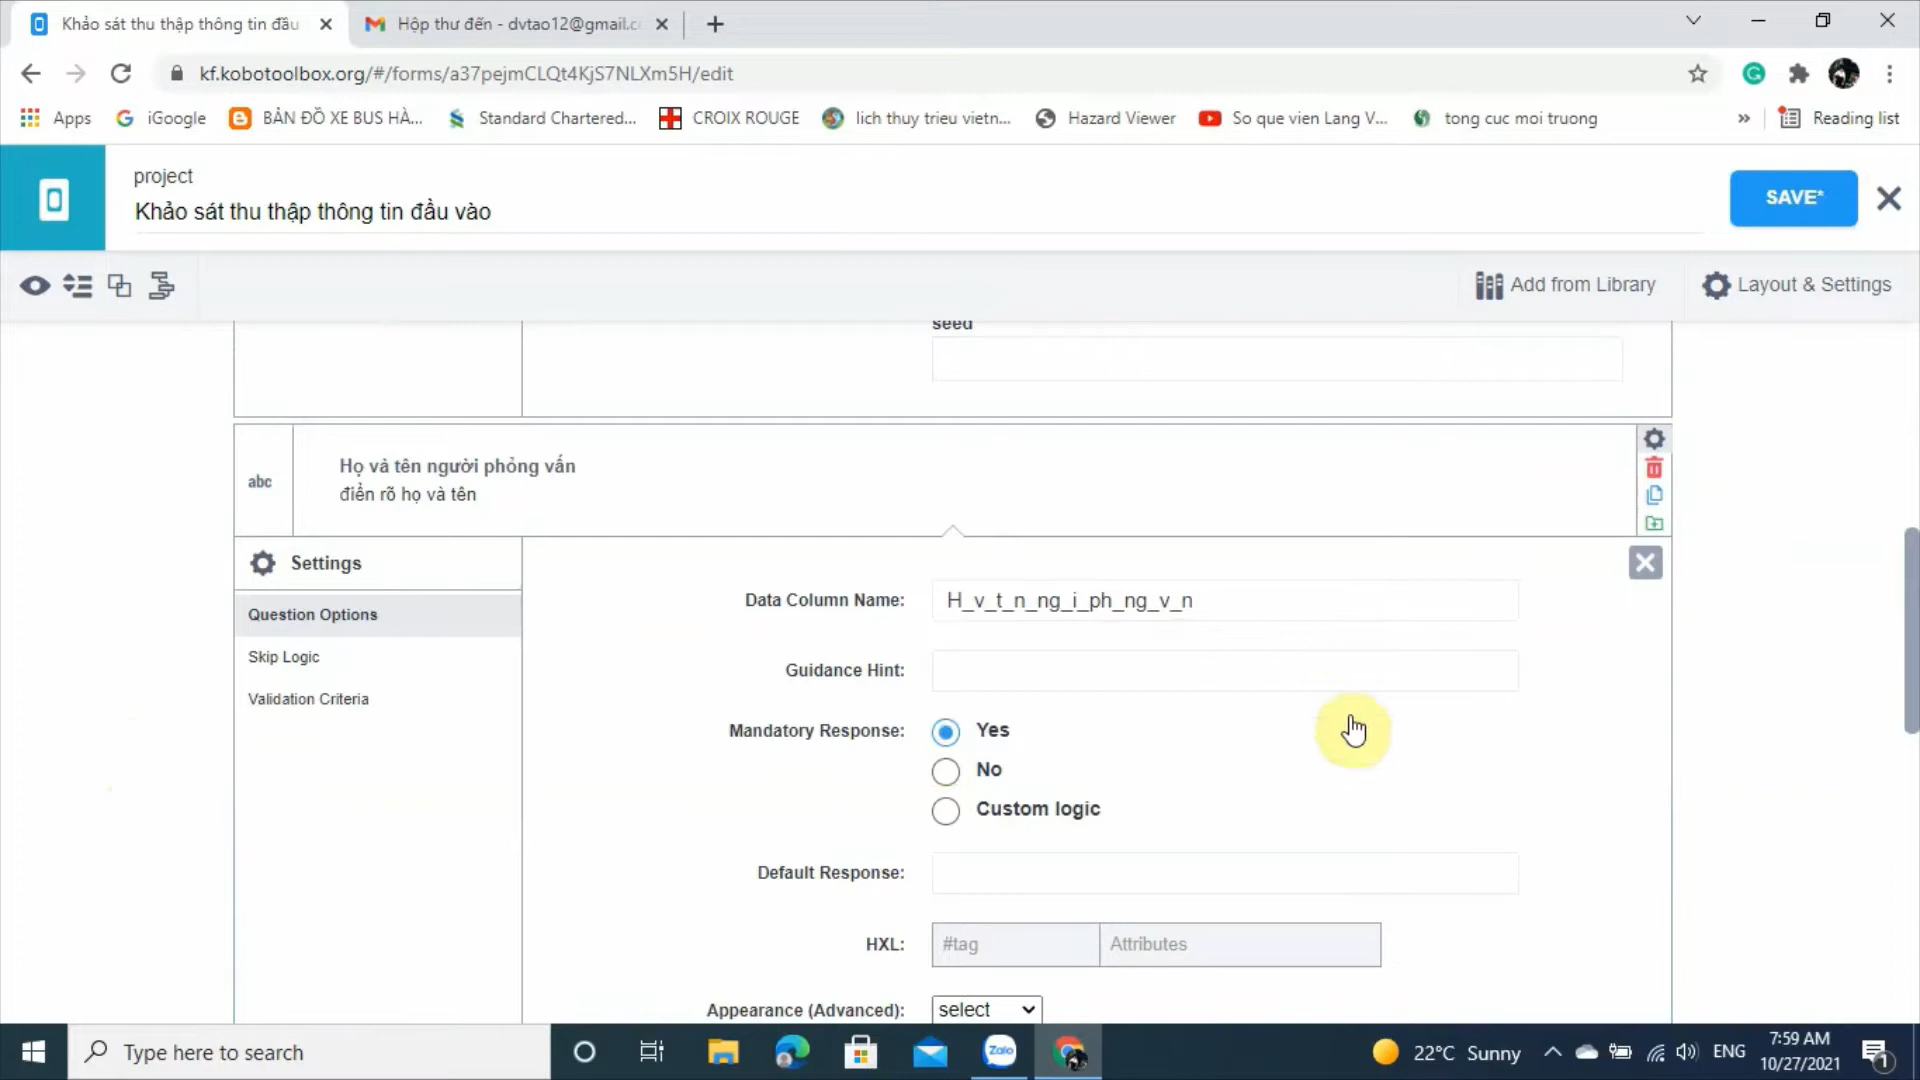 Khảo sát thu thập thông tin đầu
Hộp thư đến - dvtao12@gmail.c
kf.kobotoolbox.org/#/forms/a37pejmCLQt4KjS7NLXm5H/edit
Apps
iGoogle
BẢN ĐỒ XE BUS HÀ...
Standard Chartered...
CROIX ROUGE
lich thuy trieu vietn...
Hazard Viewer
So que vien Lang V...
tong cuc moi truong
»
Reading list
project
Khảo sát thu thập thông tin đầu vào
SAVE*
Add from Library
Layout & Settings
seed
abc
Họ và tên người phỏng vấn
điền rõ họ và tên
Settings
Question Options
Skip Logic
Validation Criteria
Data Column Name:
H_v_t_n_ng_i_ph_ng_v_n
Guidance Hint:
Mandatory Response:
Yes
No
Custom logic
Default Response:
HXL:
#tag
Attributes
Appearance (Advanced):
select
Type here to search
Zalo
22°C Sunny
ENG
7:59 AM
10/27/2021
1